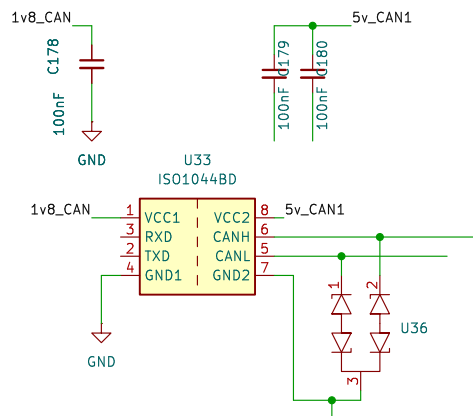 1v8_CAN
5v_CAN1
C178
100nF
GND
C179
100nF
C180
100nF
U33
ISO1044BD
1v8_CAN
1 VCC1
3 RXD
2 TXD
4 GND1
VCC2 8
CANH 6
CANL 5
GND2 7
5v_CAN1
GND
1
2
3
U36